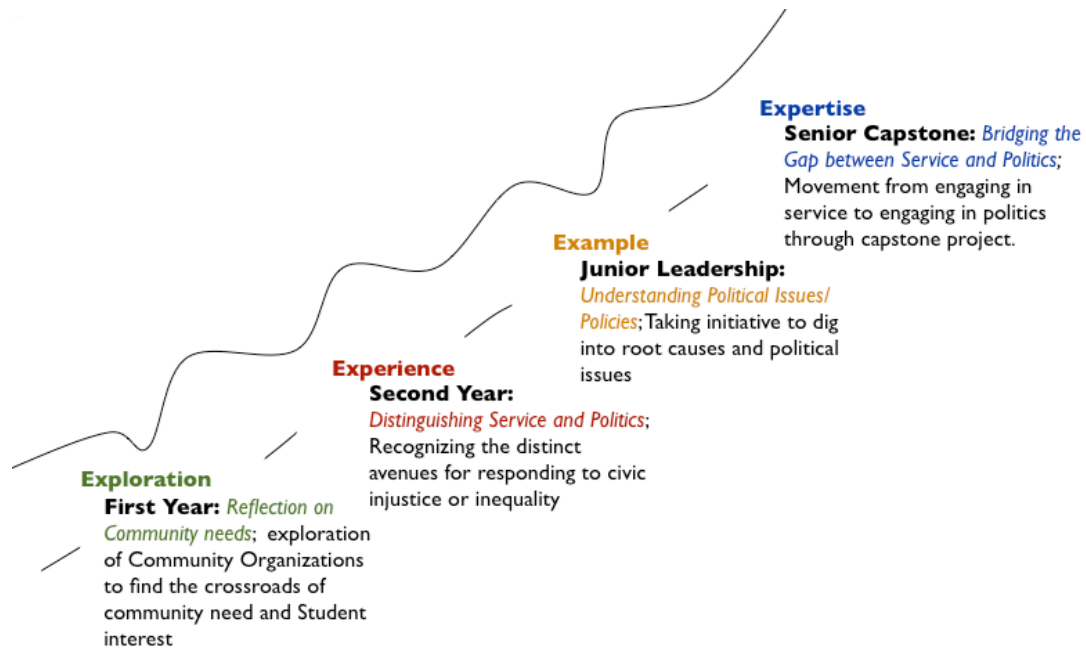 Expertise
Senior Capstone: Bridging the
Gap between Service and Politics;
Movement from engaging in
service to engaging in politics
through capstone project.
Example
Junior Leadership:
Understanding Political Issues/
Policies; Taking initiative to dig
into root causes and political
issues
Experience
Second Year:
Distinguishing Service and Politics;
Recognizing the distinct
avenues for responding to civic
injustice or inequality
Exploration
First Year: Reflection on
Community needs; exploration
of Community Organizations
to find the crossroads of
community need and Student
interest